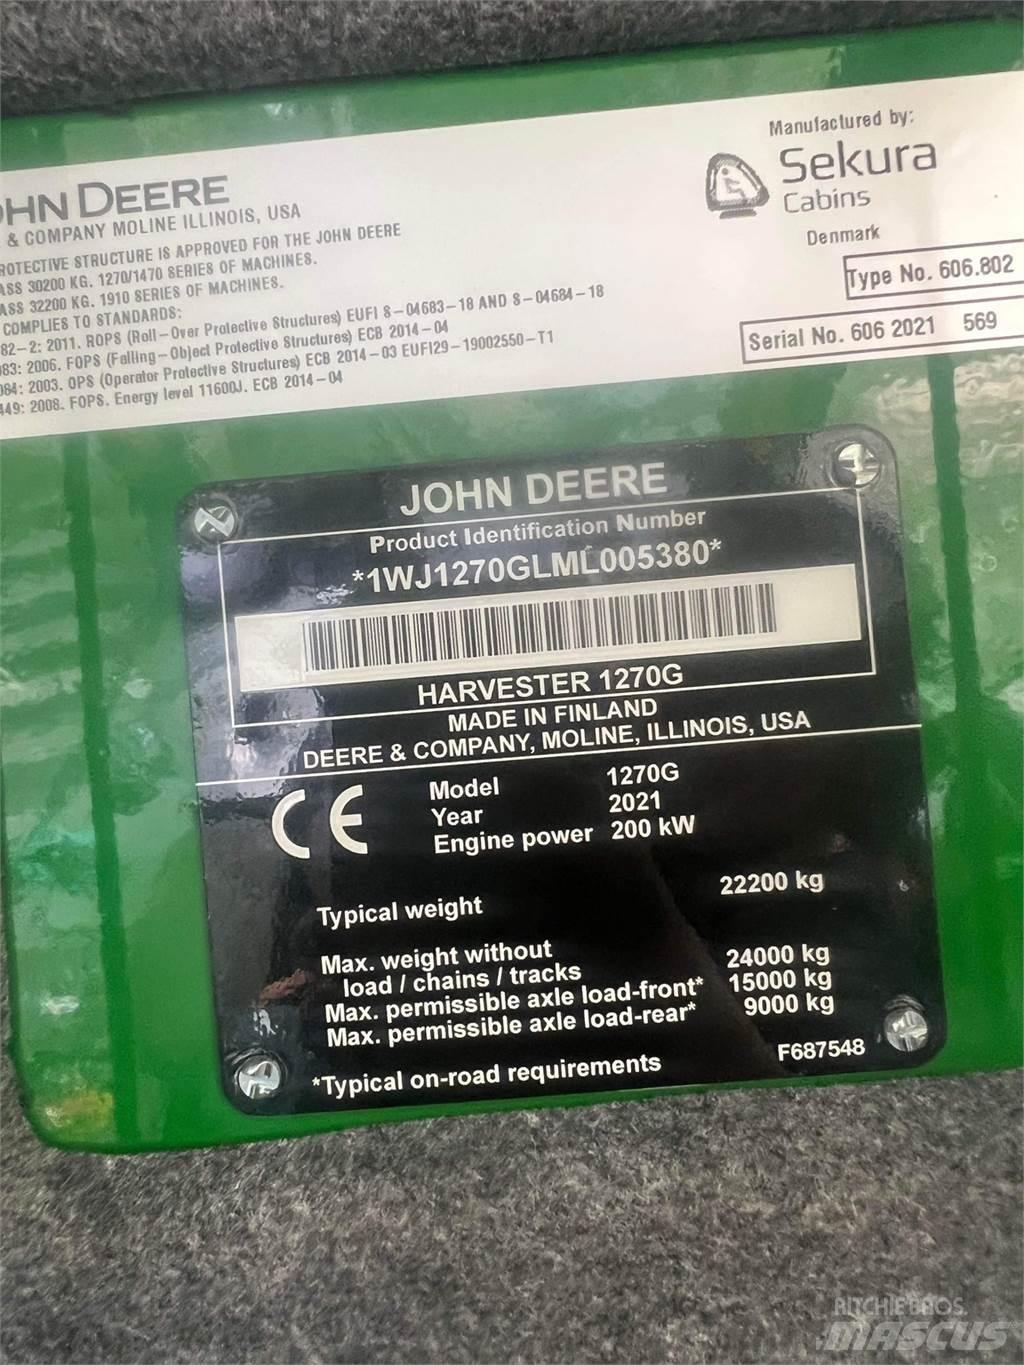 JOHN DEERE
& COMPANY MOLINE ILLINOIS, USA
PROTECTIVE STRUCTURE IS APPROVED FOR THE JOHN DEERE
30200 KG. 1270/1470 SERIES OF MACHINES.
32200 KG. 1910 SERIES OF MACHINES.
COMPLIES TO STANDARDS:
82-2: 2011. ROPS (Roll-Over Protective Structures) EUFI S-04683-18 AND S-04684-18
083: 2006. FOPS (Falling-Object Protective Structures) ECB 2014-04
084: 2003. OPS (Operator Protective Structures) ECB 2014-03 EUFI29-19002550-T1
449: 2008. FOPS. Energy level 11600J. ECB 2014-04
Manufactured by:
Sekura
Cabins
Denmark
Type No. 606.802
Serial No. 606 2021 569
JOHN DEERE
Product Identification Number
*1WJ1270GLML005380*
HARVESTER 1270G
MADE IN FINLAND
DEERE & COMPANY, MOLINE, ILLINOIS, USA
CE
Model 1270G
Year 2021
Engine power 200 kW
Typical weight 22200 kg
Max. weight without
load / chains / tracks 24000 kg
Max. permissible axle load-front* 15000 kg
Max. permissible axle load-rear* 9000 kg
*Typical on-road requirements F687548
RITCHIE BROS.
MASCUS